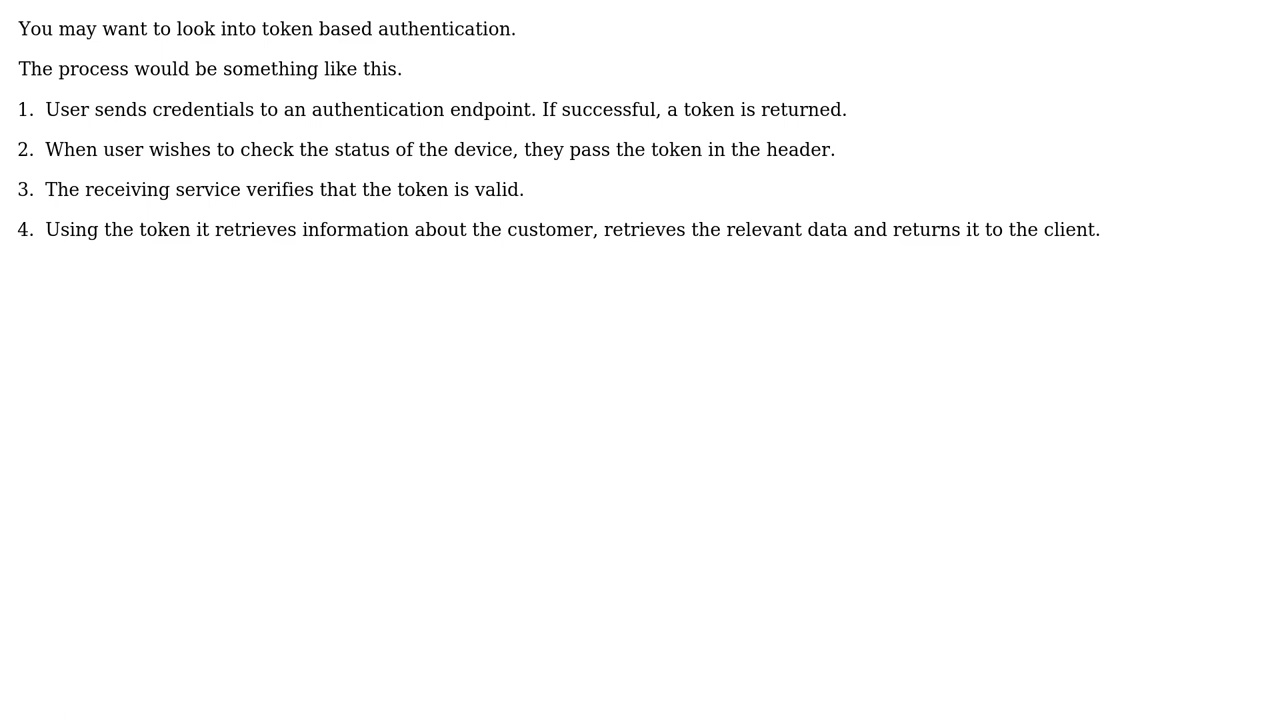 You may want to look into token based authentication.
The process would be something like this.
1. User sends credentials to an authentication endpoint. If successful, a token is returned.
2. When user wishes to check the status of the device, they pass the token in the header.
3. The receiving service verifies that the token is valid.
4. Using the token it retrieves information about the customer, retrieves the relevant data and returns it to the client.